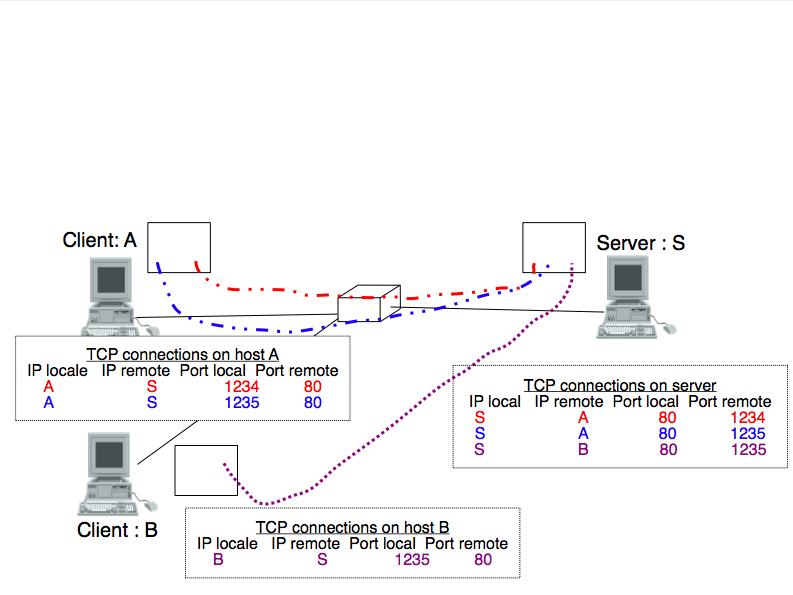 Client: A
Server : S
TCP connections on host A
IP locale IP remote Port local Port remote
A S 1234 80
A S 1235 80
TCP connections on server
IP local IP remote Port local Port remote
S A 80 1234
S A 80 1235
S B 80 1235
Client : B
TCP connections on host B
IP locale IP remote Port local Port remote
B S 1235 80